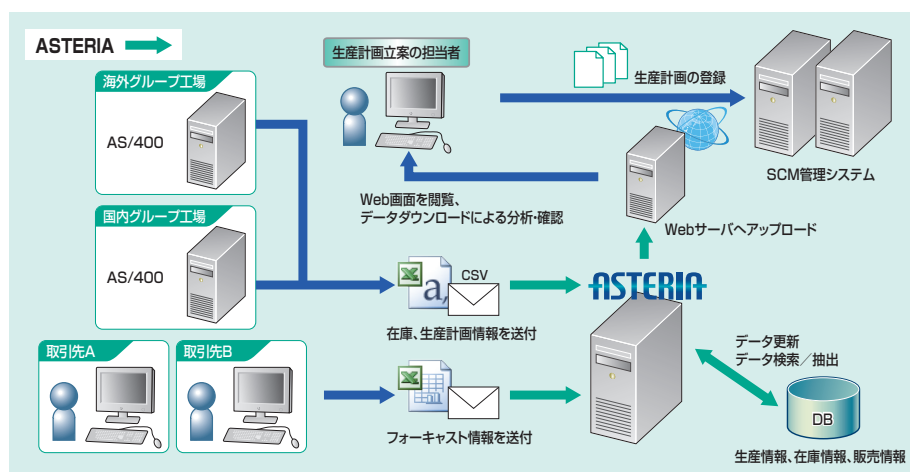 ASTERIA
海外グループ工場
AS/400
国内グループ工場
AS/400
取引先A
取引先B
生産計画立案の担当者
生産計画の登録
SCM管理システム
Web画面を閲覧、
データダウンロードによる分析・確認
Webサーバへアップロード
a,
CSV
在庫、生産計画情報を送付
フォーキャスト情報を送付
ASTERIA
データ更新
データ検索／抽出
DB
生産情報、在庫情報、販売情報